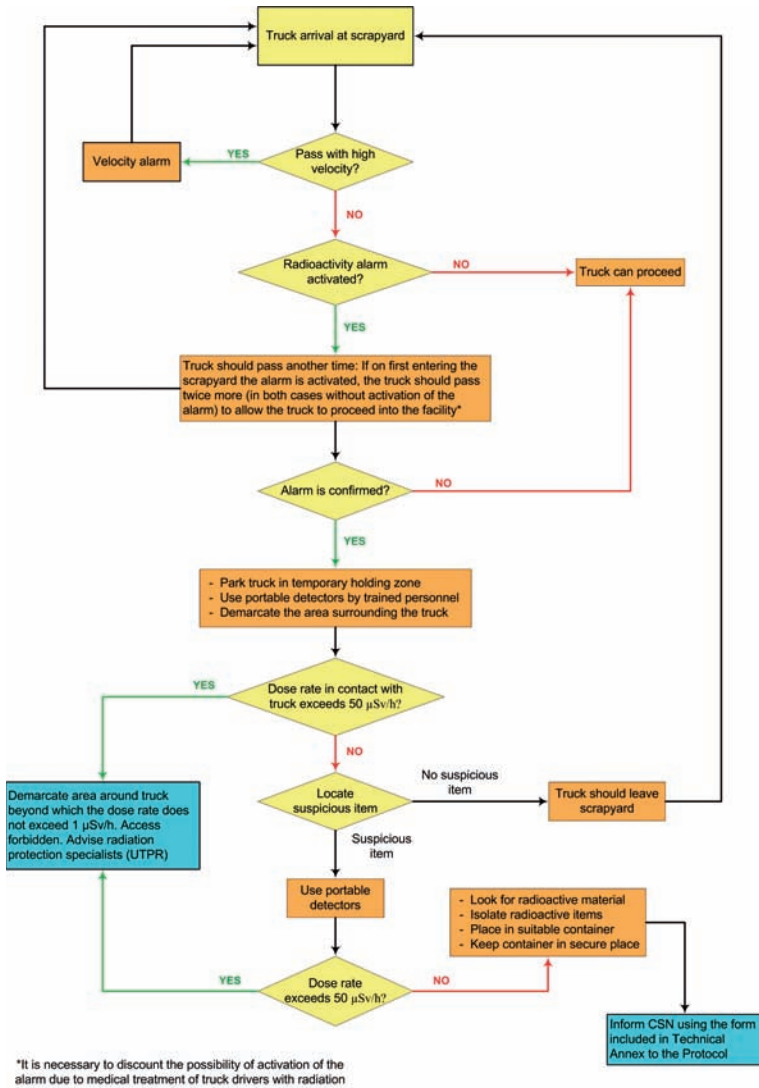 Truck arrival at scrapyard
Velocity alarm
YES
Pass with high
velocity?
NO
Radioactivity alarm
activated?
NO
Truck can proceed
YES
Truck should pass another time: If on first entering the
scrapyard the alarm is activated, the truck should pass
twice more (in both cases without activation of the
alarm) to allow the truck to proceed into the facility*
Alarm is confirmed?
NO
YES
- Park truck in temporary holding zone
- Use portable detectors by trained personnel
- Demarcate the area surrounding the truck
YES
Dose rate in contact with
truck exceeds 50 µSv/h?
NO
Demarcate area around truck
beyond which the dose rate does
not exceed 1 µSv/h. Access
forbidden. Advise radiation
protection specialists (UTPR)
Locate
suspicious item
No suspicious
item
Truck should leave
scrapyard
Suspicious
item
Use portable
detectors
- Look for radioactive material
- Isolate radioactive items
- Place in suitable container
- Keep container in secure place
YES
Dose rate
exceeds 50 µSv/h?
NO
Inform CSN using the form
included in Technical
Annex to the Protocol
*It is necessary to discount the possibility of activation of the
alarm due to medical treatment of truck drivers with radiation